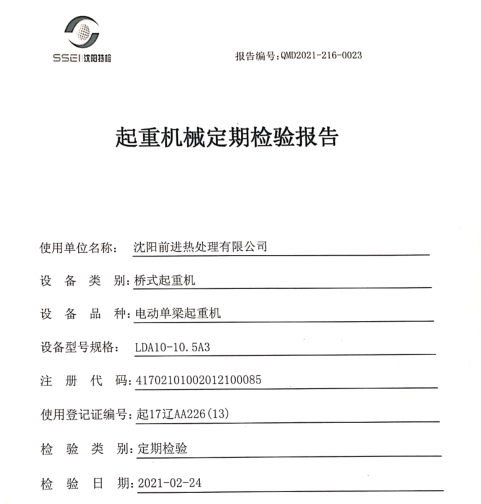 SSEI沈阳特检
报告编号:QMD2021-216-0023
起重机械定期检验报告
使用单位名称: 沈阳前进热处理有限公司
设 备 类 别:桥式起重机
设 备 品 种:电动单梁起重机
设备型号规格: LDA10-10.5A3
注 册 代 码:41702101002012100085
使用登记证编号:起17辽AA226(13)
检 验 类 别:定期检验
检 验 日 期:2021-02-24